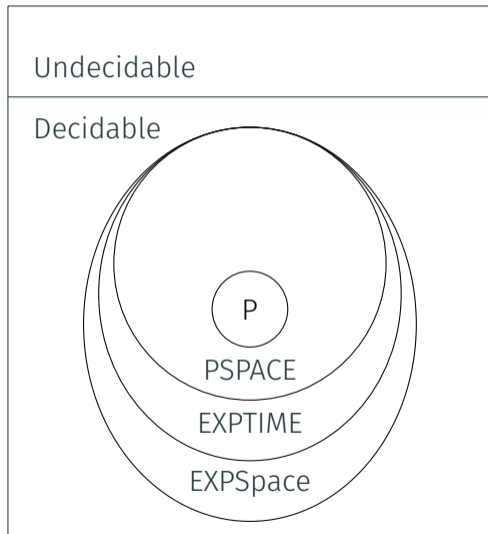 Undecidable
Decidable
P
PSPACE
EXPTIME
EXPSpace